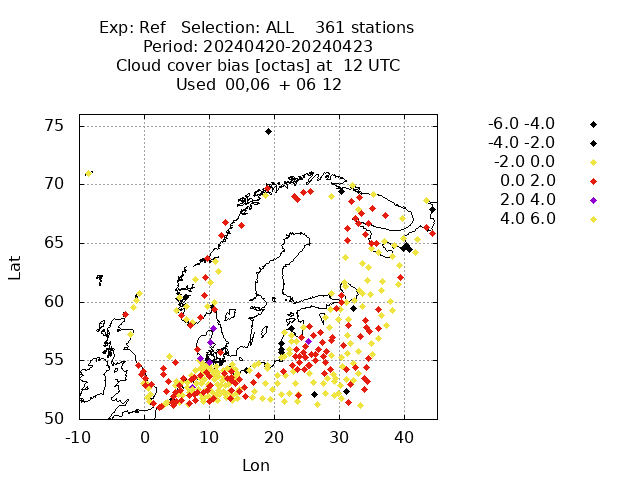 Exp: Ref Selection: ALL 361 stations
Period: 20240420-20240423
Cloud cover bias [octas] at 12 UTC
Used 00,06 + 06 12
-6.0 -4.0
-4.0 -2.0
-2.0 0.0
0.0 2.0
2.0 4.0
4.0 6.0
75
70
65
60
55
50
Lat
-10 0 10 20 30 40
Lon